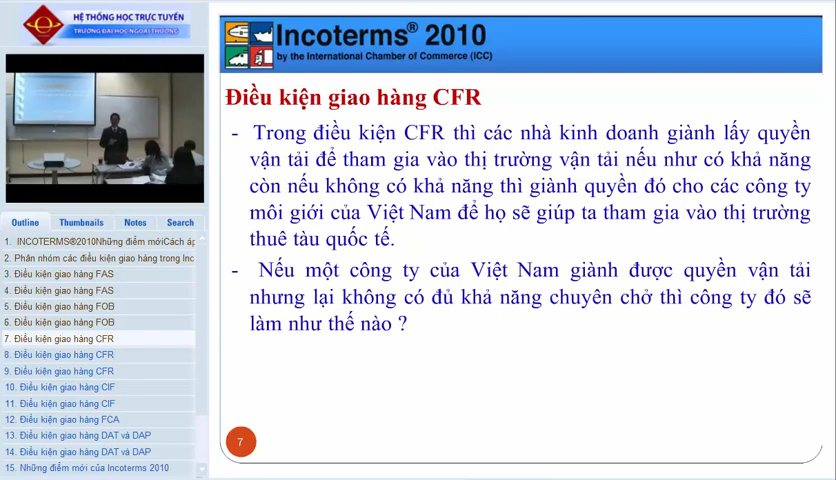 HỆ THỐNG HỌC TRỰC TUYẾN
TRƯỜNG ĐẠI HỌC NGOẠI THƯƠNG
Incoterms® 2010
by the International Chamber of Commerce (ICC)
Điều kiện giao hàng CFR
- Trong điều kiện CFR thì các nhà kinh doanh giành lấy quyền
vận tải để tham gia vào thị trường vận tải nếu như có khả năng
còn nếu không có khả năng thì giành quyền đó cho các công ty
môi giới của Việt Nam để họ sẽ giúp ta tham gia vào thị trường
thuê tàu quốc tế.
- Nếu một công ty của Việt Nam giành được quyền vận tải
nhưng lại không có đủ khả năng chuyên chở thì công ty đó sẽ
làm như thế nào ?
7
Outline Thumbnails Notes Search
1. INCOTERMS®2010Những điểm mớiCách áp
2. Phân nhóm các điều kiện giao hàng trong Inc
3. Điều kiện giao hàng FAS
4. Điều kiện giao hàng FAS
5. Điều kiện giao hàng FOB
6. Điều kiện giao hàng FOB
7. Điều kiện giao hàng CFR
8. Điều kiện giao hàng CFR
9. Điều kiện giao hàng CFR
10. Điều kiện giao hàng CIF
11. Điều kiện giao hàng CIF
12. Điều kiện giao hàng FCA
13. Điều kiện giao hàng DAT và DAP
14. Điều kiện giao hàng DAT và DAP
15. Những điểm mới của Incoterms 2010